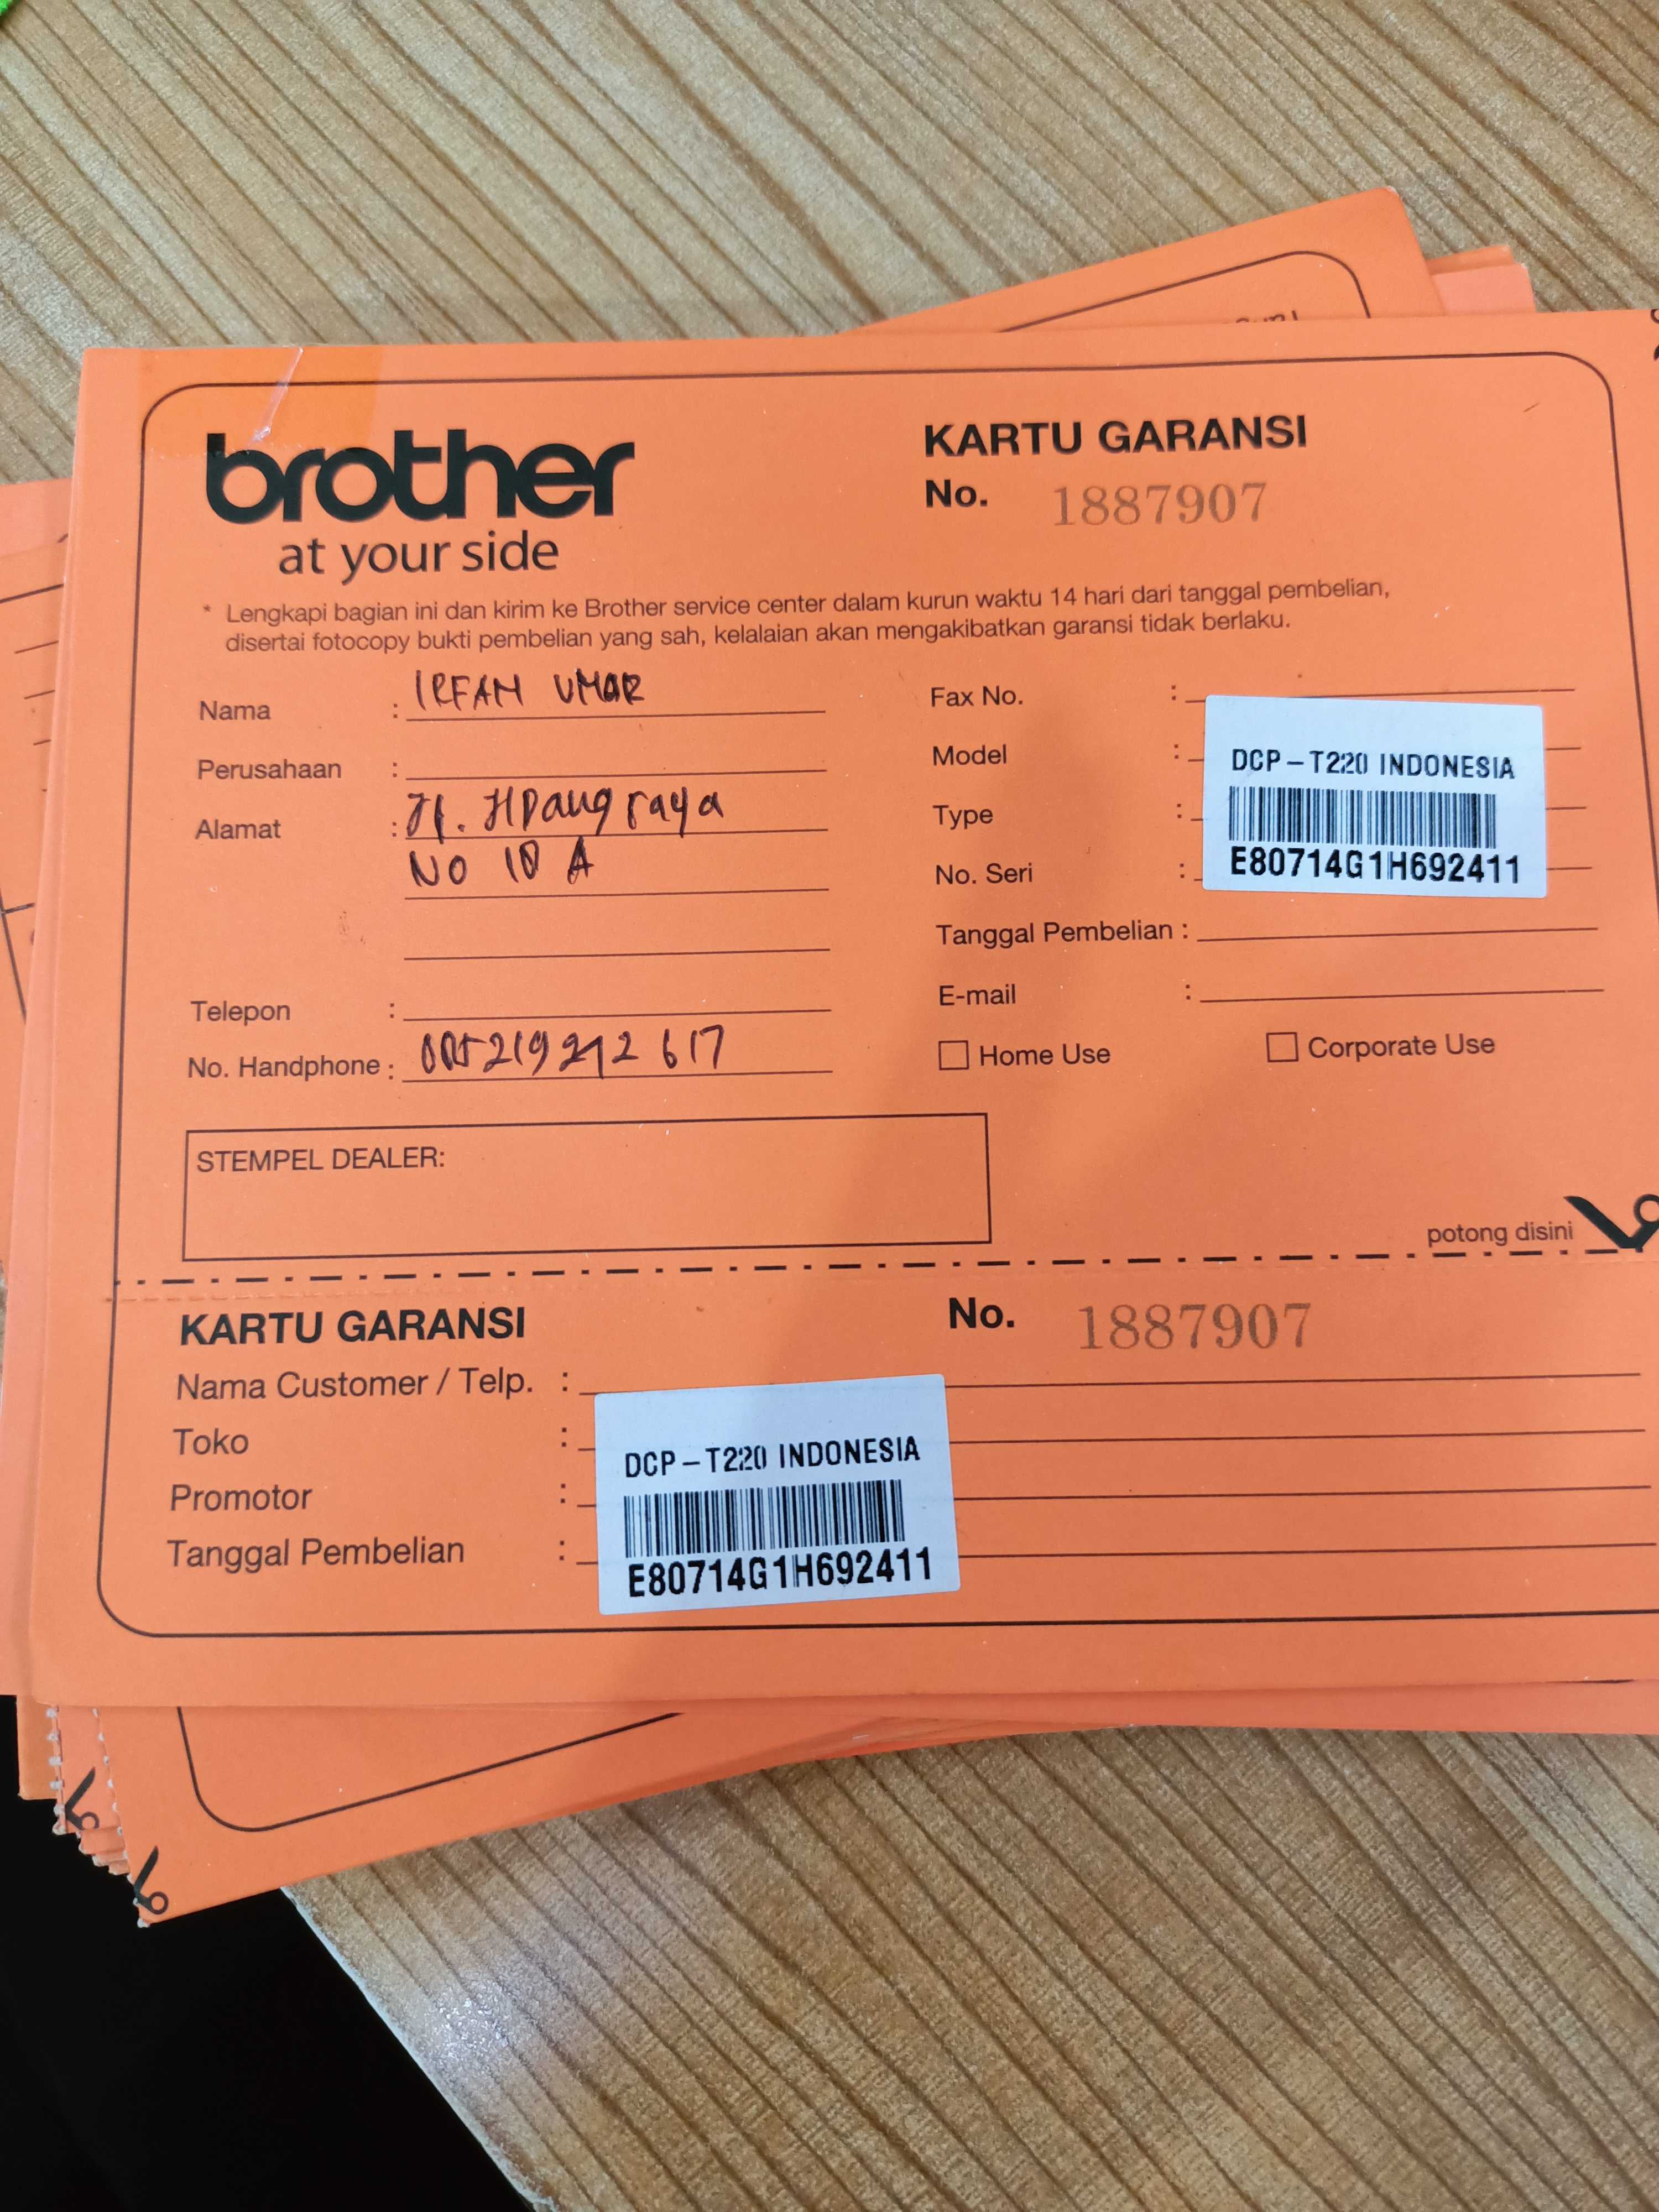 brother
at your side
KARTU GARANSI
No. 1887907
* Lengkapi bagian ini dan kirim ke Brother service center dalam kurun waktu 14 hari dari tanggal pembelian,
disertai fotocopy bukti pembelian yang sah, kelalaian akan mengakibatkan garansi tidak berlaku.
Nama : IRFAN UMAR
Perusahaan :
Alamat : Jl. raya
NO 10 A
Telepon :
No. Handphone :
Fax No. :
Model :
Type :
No. Seri :
DCP-T220 INDONESIA
E80714G1H692411
Tanggal Pembelian :
E-mail :
Home Use
Corporate Use
STEMPEL DEALER:
potong disini
KARTU GARANSI
No. 1887907
Nama Customer / Telp. :
Toko :
Promotor :
Tanggal Pembelian :
DCP-T220 INDONESIA
E80714G1H692411